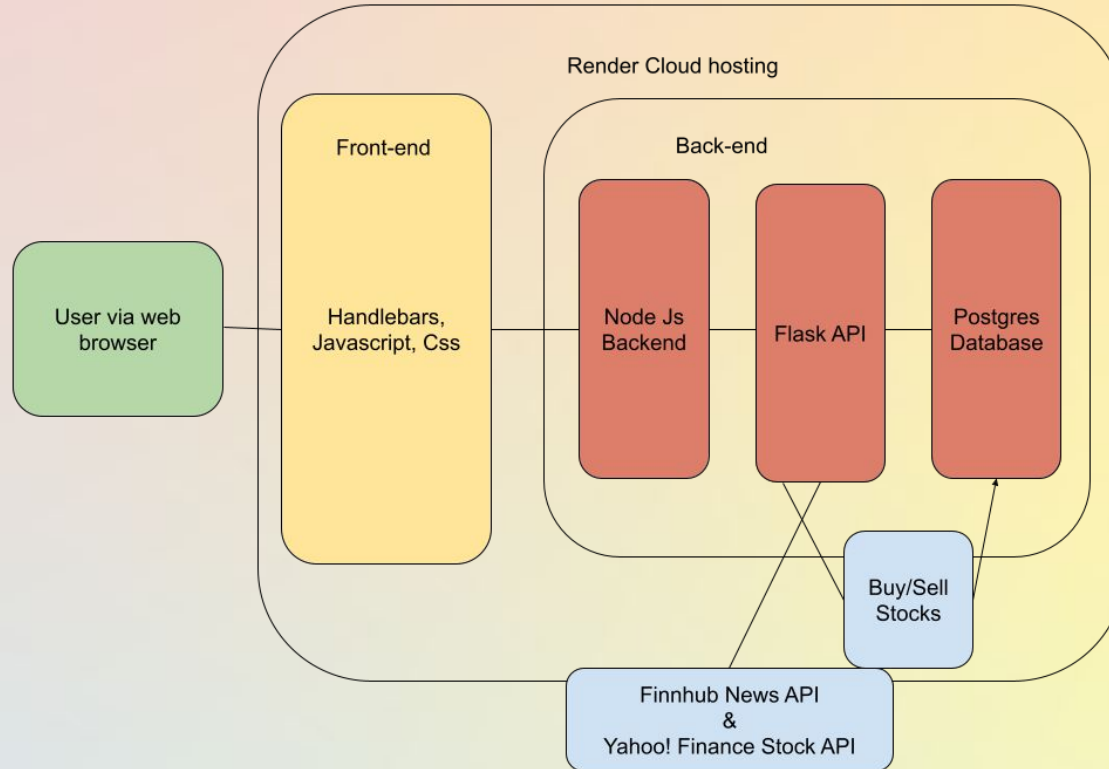 Render Cloud hosting
Front-end
Back-end
User via web
browser
Handlebars,
Javascript, Css
Node Js
Backend
Flask API
Postgres
Database
Buy/Sell
Stocks
Finnhub News API
&
Yahoo! Finance Stock API